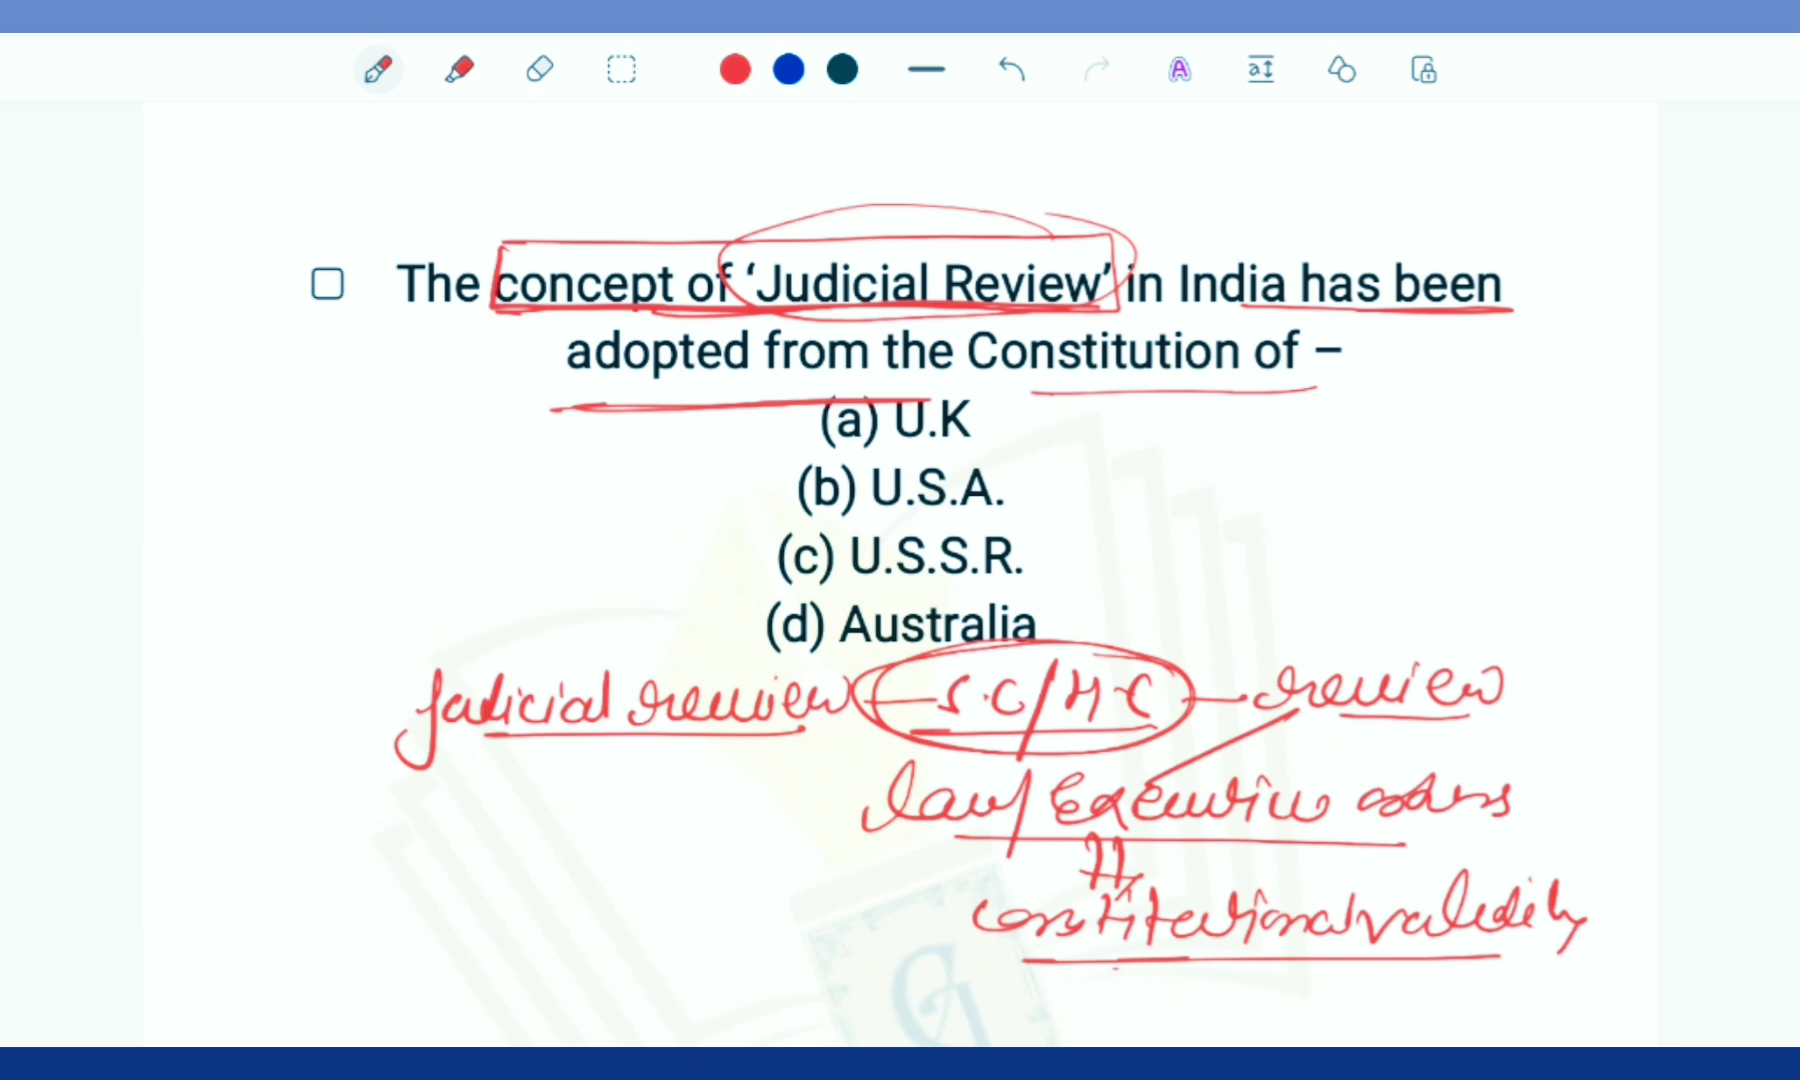 The concept of ‘Judicial Review’ in India has been
adopted from the Constitution of –
(a) U.K
(b) U.S.A.
(c) U.S.S.R.
(d) Australia
Judicial review – S.C/H C – review
law/ Executive orders
constitutional validity